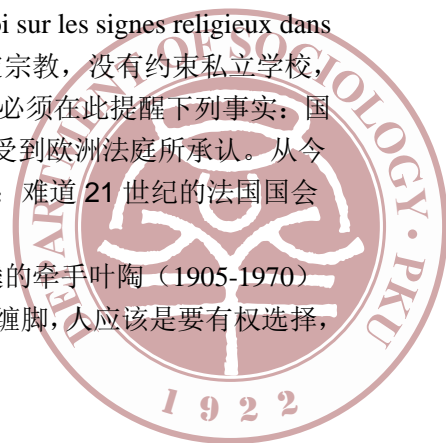 oi sur les signes religieux dans
宗教，没有约束私立学校，
必须在此提醒下列事实：国
受到欧洲法庭所承认。从今
难道 21 世纪的法国国会
的牵手叶陶（1905-1970）
缠脚，人应该是要有权选择，
DEPARTMENT OF SOCIOLOGY · PKU
1922